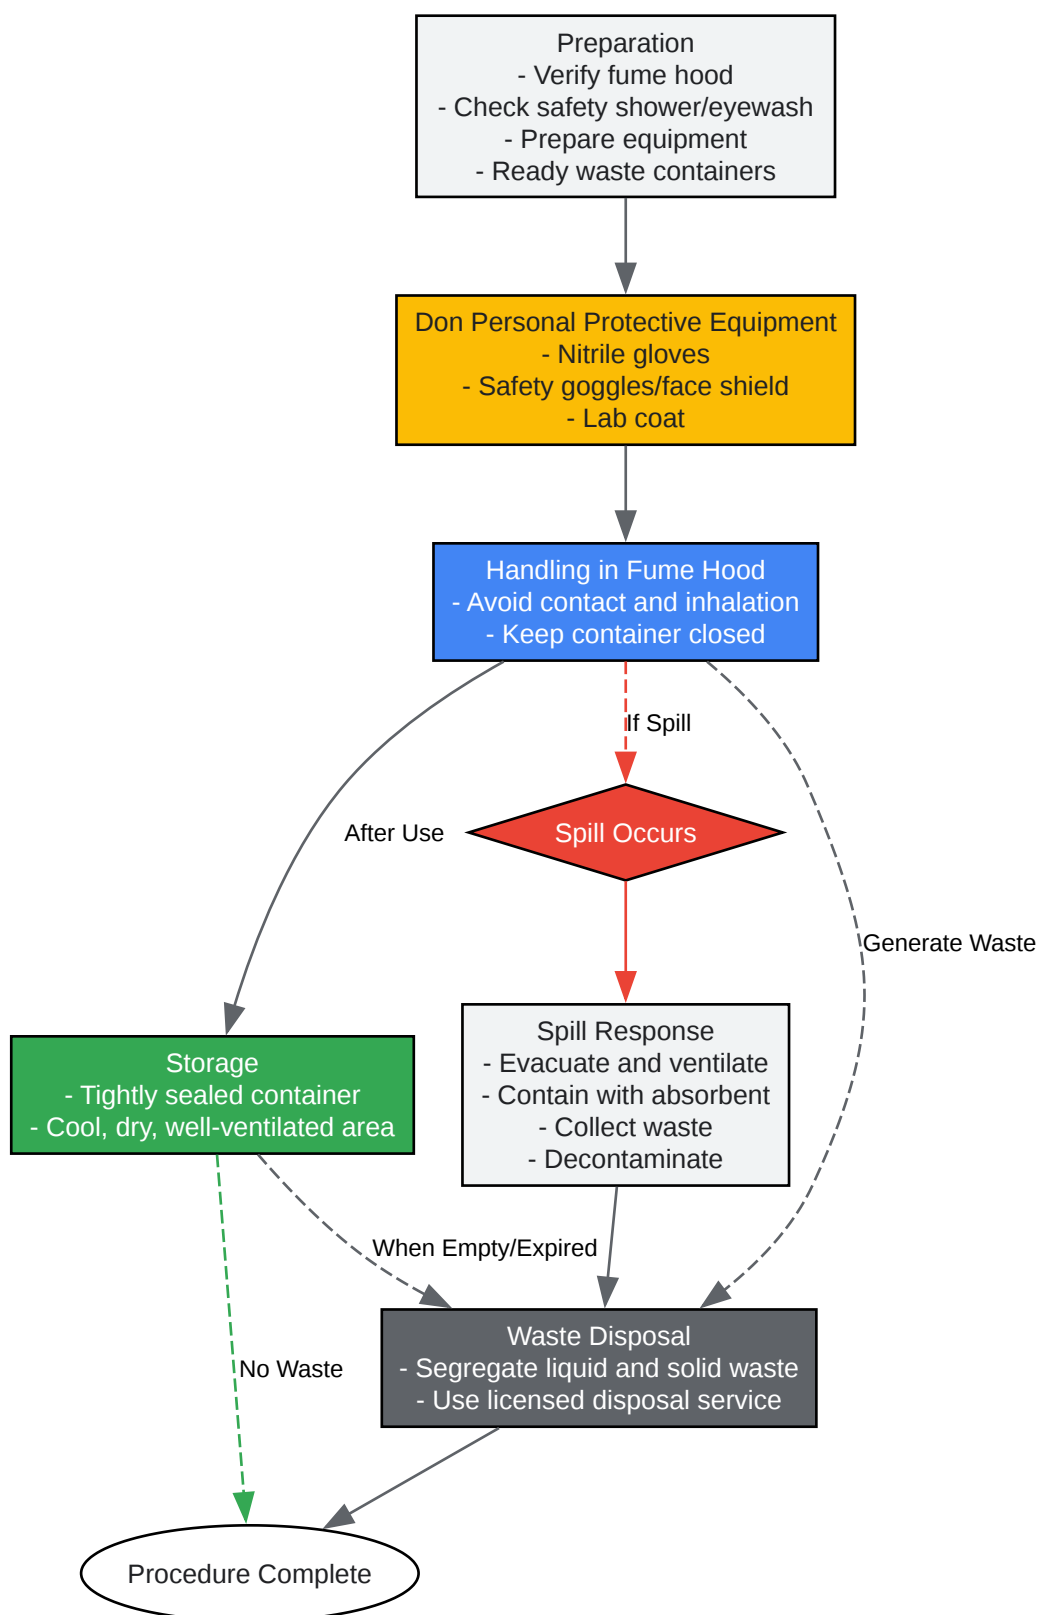 Preparation
- Verify fume hood
- Check safety shower/eyewash
- Prepare equipment
- Ready waste containers
Don Personal Protective Equipment
- Nitrile gloves
- Safety goggles/face shield
- Lab coat
Handling in Fume Hood
- Avoid contact and inhalation
- Keep container closed
If Spill
After Use
Spill Occurs
Generate Waste
Storage
- Tightly sealed container
- Cool, dry, well-ventilated area
Spill Response
- Evacuate and ventilate
- Contain with absorbent
- Collect waste
- Decontaminate
When Empty/Expired
No Waste
Waste Disposal
- Segregate liquid and solid waste
- Use licensed disposal service
Procedure Complete